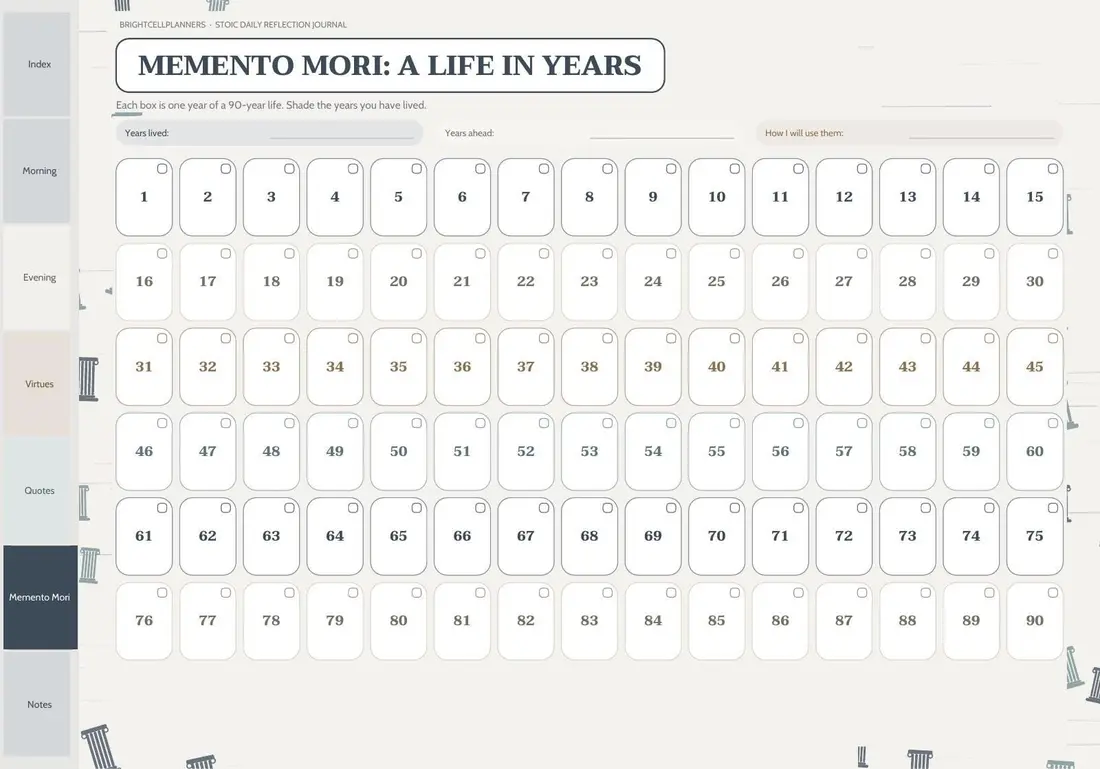 BRIGHTCELLPLANNERS · STOIC DAILY REFLECTION JOURNAL
MEMENTO MORI: A LIFE IN YEARS
Each box is one year of a 90-year life. Shade the years you have lived.
Years lived: Years ahead: How I will use them:
1 2 3 4 5 6 7 8 9 10 11 12 13 14 15
16 17 18 19 20 21 22 23 24 25 26 27 28 29 30
31 32 33 34 35 36 37 38 39 40 41 42 43 44 45
46 47 48 49 50 51 52 53 54 55 56 57 58 59 60
61 62 63 64 65 66 67 68 69 70 71 72 73 74 75
76 77 78 79 80 81 82 83 84 85 86 87 88 89 90
Index
Morning
Evening
Virtues
Quotes
Memento Mori
Notes